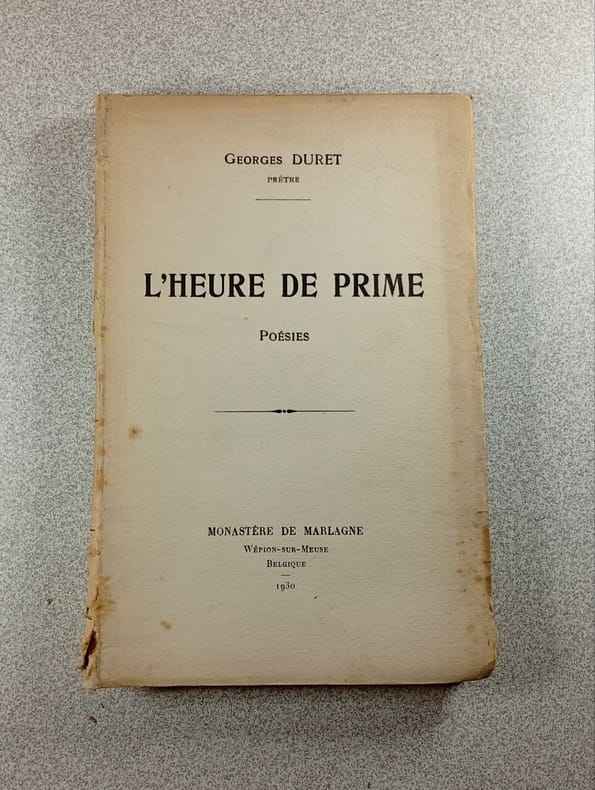 Georges DURET
PRÊTRE
L'HEURE DE PRIME
Poésies
MONASTÈRE DE MARLAGNE
Wépion-sur-Meuse
Belgique
1930